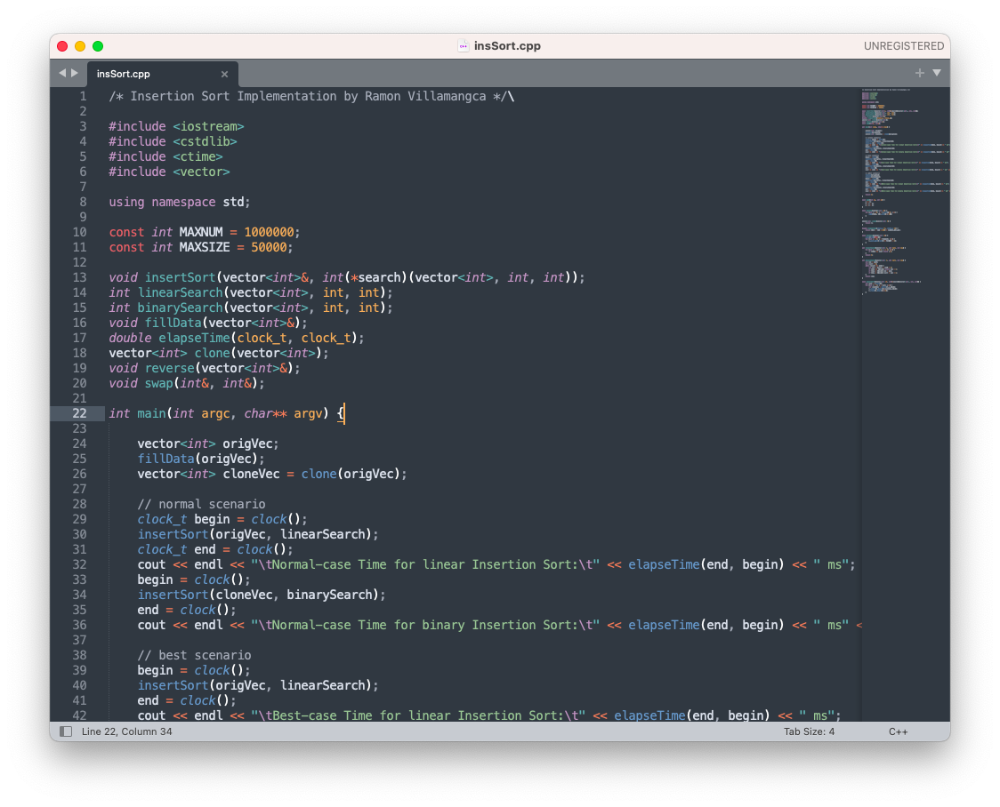 insSort.cpp
UNREGISTERED
insSort.cpp
1 /* Insertion Sort Implementation by Ramon Villamangca */\
2
3 #include <iostream>
4 #include <cstdlib>
5 #include <ctime>
6 #include <vector>
7
8 using namespace std;
9
10 const int MAXNUM = 1000000;
11 const int MAXSIZE = 50000;
12
13 void insertSort(vector<int>&, int(*search)(vector<int>, int, int));
14 int linearSearch(vector<int>, int, int);
15 int binarySearch(vector<int>, int, int);
16 void fillData(vector<int>&);
17 double elapseTime(clock_t, clock_t);
18 vector<int> clone(vector<int>);
19 void reverse(vector<int>&);
20 void swap(int&, int&);
21
22 int main(int argc, char** argv) {
23
24     vector<int> origVec;
25     fillData(origVec);
26     vector<int> cloneVec = clone(origVec);
27
28     // normal scenario
29     clock_t begin = clock();
30     insertSort(origVec, linearSearch);
31     clock_t end = clock();
32     cout << endl << "\tNormal-case Time for linear Insertion Sort:\t" << elapseTime(end, begin) << " ms";
33     begin = clock();
34     insertSort(cloneVec, binarySearch);
35     end = clock();
36     cout << endl << "\tNormal-case Time for binary Insertion Sort:\t" << elapseTime(end, begin) << " ms" <
37
38     // best scenario
39     begin = clock();
40     insertSort(origVec, linearSearch);
41     end = clock();
42     cout << endl << "\tBest-case Time for linear Insertion Sort:\t" << elapseTime(end, begin) << " ms";
Line 22, Column 34
Tab Size: 4
C++